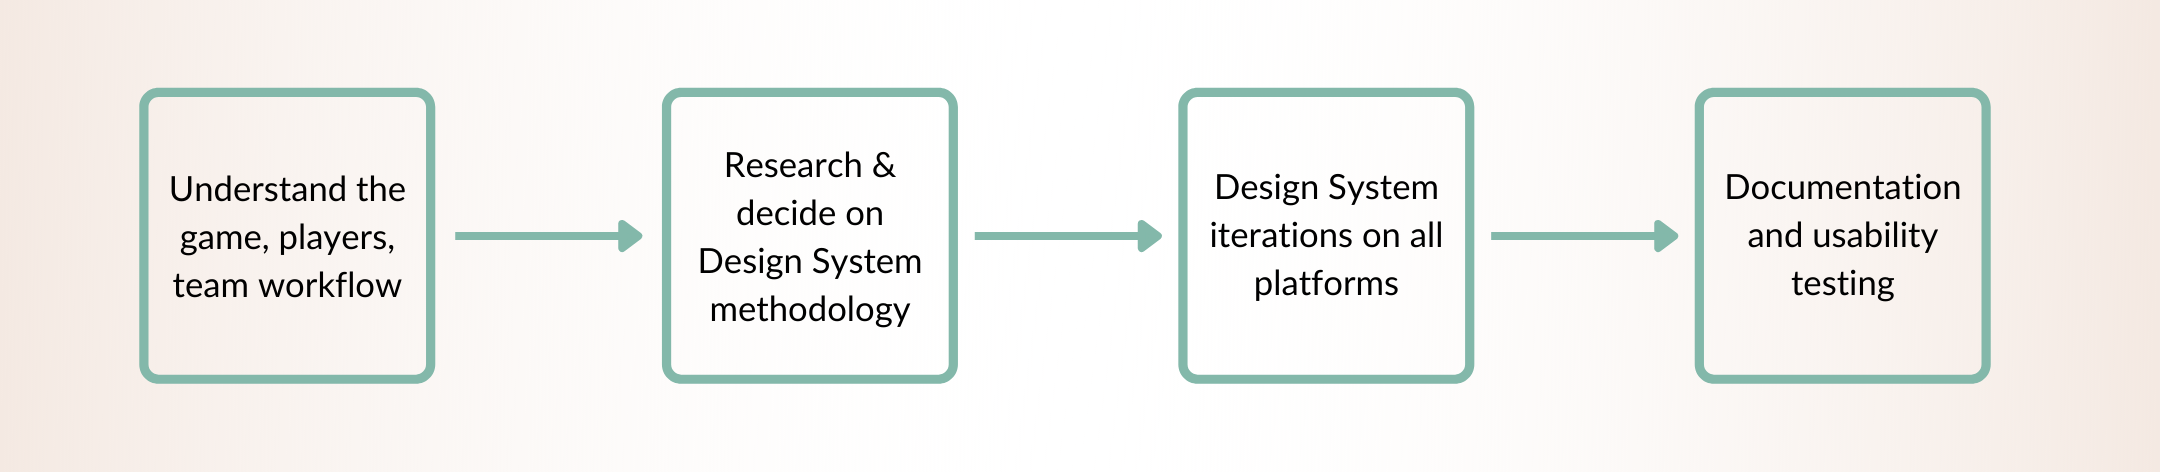 Understand the
game, players,
team workflow
Research &
decide on
Design System
methodology
Design System
iterations on all
platforms
Documentation
and usability
testing